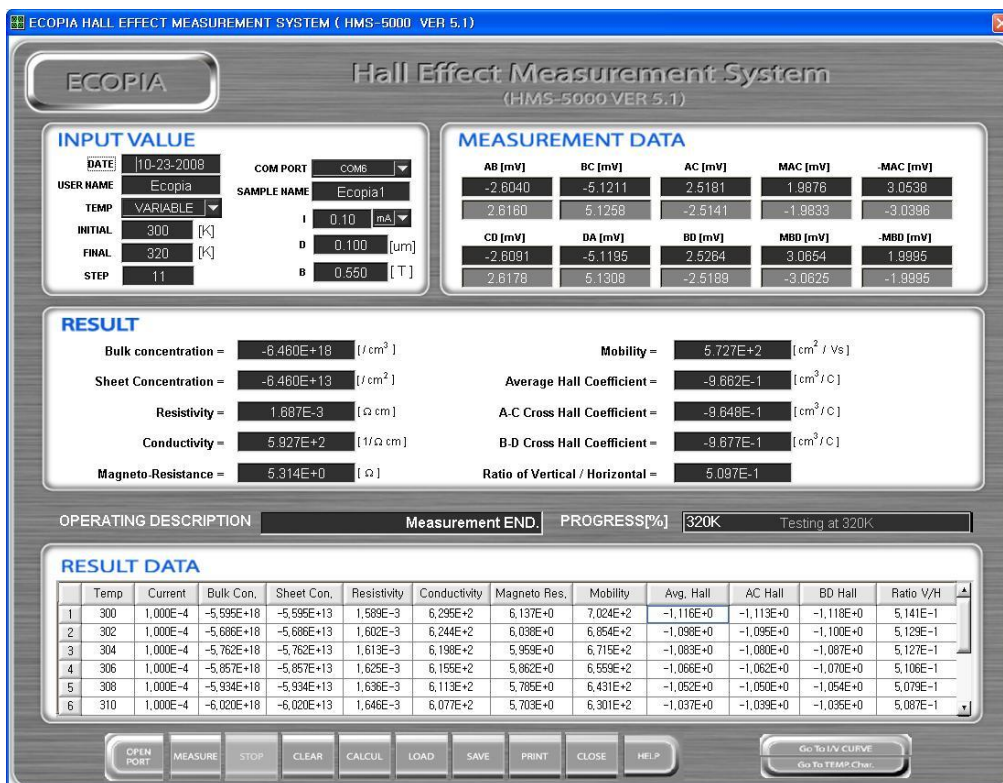 ECOPIA HALL EFFECT MEASUREMENT SYSTEM ( HMS-5000 VER 5.1)
ECOPIA
Hall Effect Measurement System
(HMS-5000 VER 5.1)
INPUT VALUE
DATE 10-23-2008
USER NAME Ecopia
TEMP VARIABLE
INITIAL 300 [K]
FINAL 320 [K]
STEP 11
COM PORT COM6
SAMPLE NAME Ecopia1
I 0.10 mA
D 0.100 [um]
B 0.550 [T]
MEASUREMENT DATA
AB [mV] BC [mV] AC [mV] MAC [mV] -MAC [mV]
-2.6040 -5.1211 2.5181 1.9876 3.0538
2.6160 5.1258 -2.5141 -1.9833 -3.0396
CD [mV] DA [mV] BD [mV] MBD [mV] -MBD [mV]
-2.6091 -5.1195 2.5264 3.0654 1.9995
2.6178 5.1308 -2.5189 -3.0625 -1.9995
RESULT
Bulk concentration = -6.460E+18 [/ cm³ ]
Sheet Concentration = -6.460E+13 [/ cm² ]
Resistivity = 1.687E-3 [ Ω cm]
Conductivity = 5.927E+2 [1/Ω cm]
Magneto-Resistance = 5.314E+0 [ Ω]
Mobility = 5.727E+2 [cm² / Vs]
Average Hall Coefficient = -9.662E-1 [cm³/ C]
A-C Cross Hall Coefficient = -9.648E-1 [cm³/ C]
B-D Cross Hall Coefficient = -9.677E-1 [cm³/ C]
Ratio of Vertical / Horizontal = 5.097E-1
OPERATING DESCRIPTION Measurement END. PROGRESS[%] 320K Testing at 320K
RESULT DATA
Temp Current Bulk Con, Sheet Con, Resistivity Conductivity Magneto Res, Mobility Avg, Hall AC Hall BD Hall Ratio V/H
1 300 1,000E-4 -5,595E+18 -5,595E+13 1,589E-3 6,295E+2 6,137E+0 7,024E+2 -1,116E+0 -1,113E+0 -1,118E+0 5,141E-1
2 302 1,000E-4 -5,686E+18 -5,686E+13 1,602E-3 6,244E+2 6,038E+0 6,854E+2 -1,098E+0 -1,095E+0 -1,100E+0 5,129E-1
3 304 1,000E-4 -5,762E+18 -5,762E+13 1,613E-3 6,198E+2 5,959E+0 6,715E+2 -1,083E+0 -1,080E+0 -1,087E+0 5,127E-1
4 306 1,000E-4 -5,857E+18 -5,857E+13 1,625E-3 6,155E+2 5,862E+0 6,559E+2 -1,066E+0 -1,062E+0 -1,070E+0 5,106E-1
5 308 1,000E-4 -5,934E+18 -5,934E+13 1,636E-3 6,113E+2 5,785E+0 6,431E+2 -1,052E+0 -1,050E+0 -1,054E+0 5,079E-1
6 310 1,000E-4 -6,020E+18 -6,020E+13 1,646E-3 6,077E+2 5,703E+0 6,301E+2 -1,037E+0 -1,039E+0 -1,035E+0 5,087E-1
OPEN PORT MEASURE STOP CLEAR CALCUL LOAD SAVE PRINT CLOSE HELP
Go To I/V CURVE
Go To TEMP.Char.